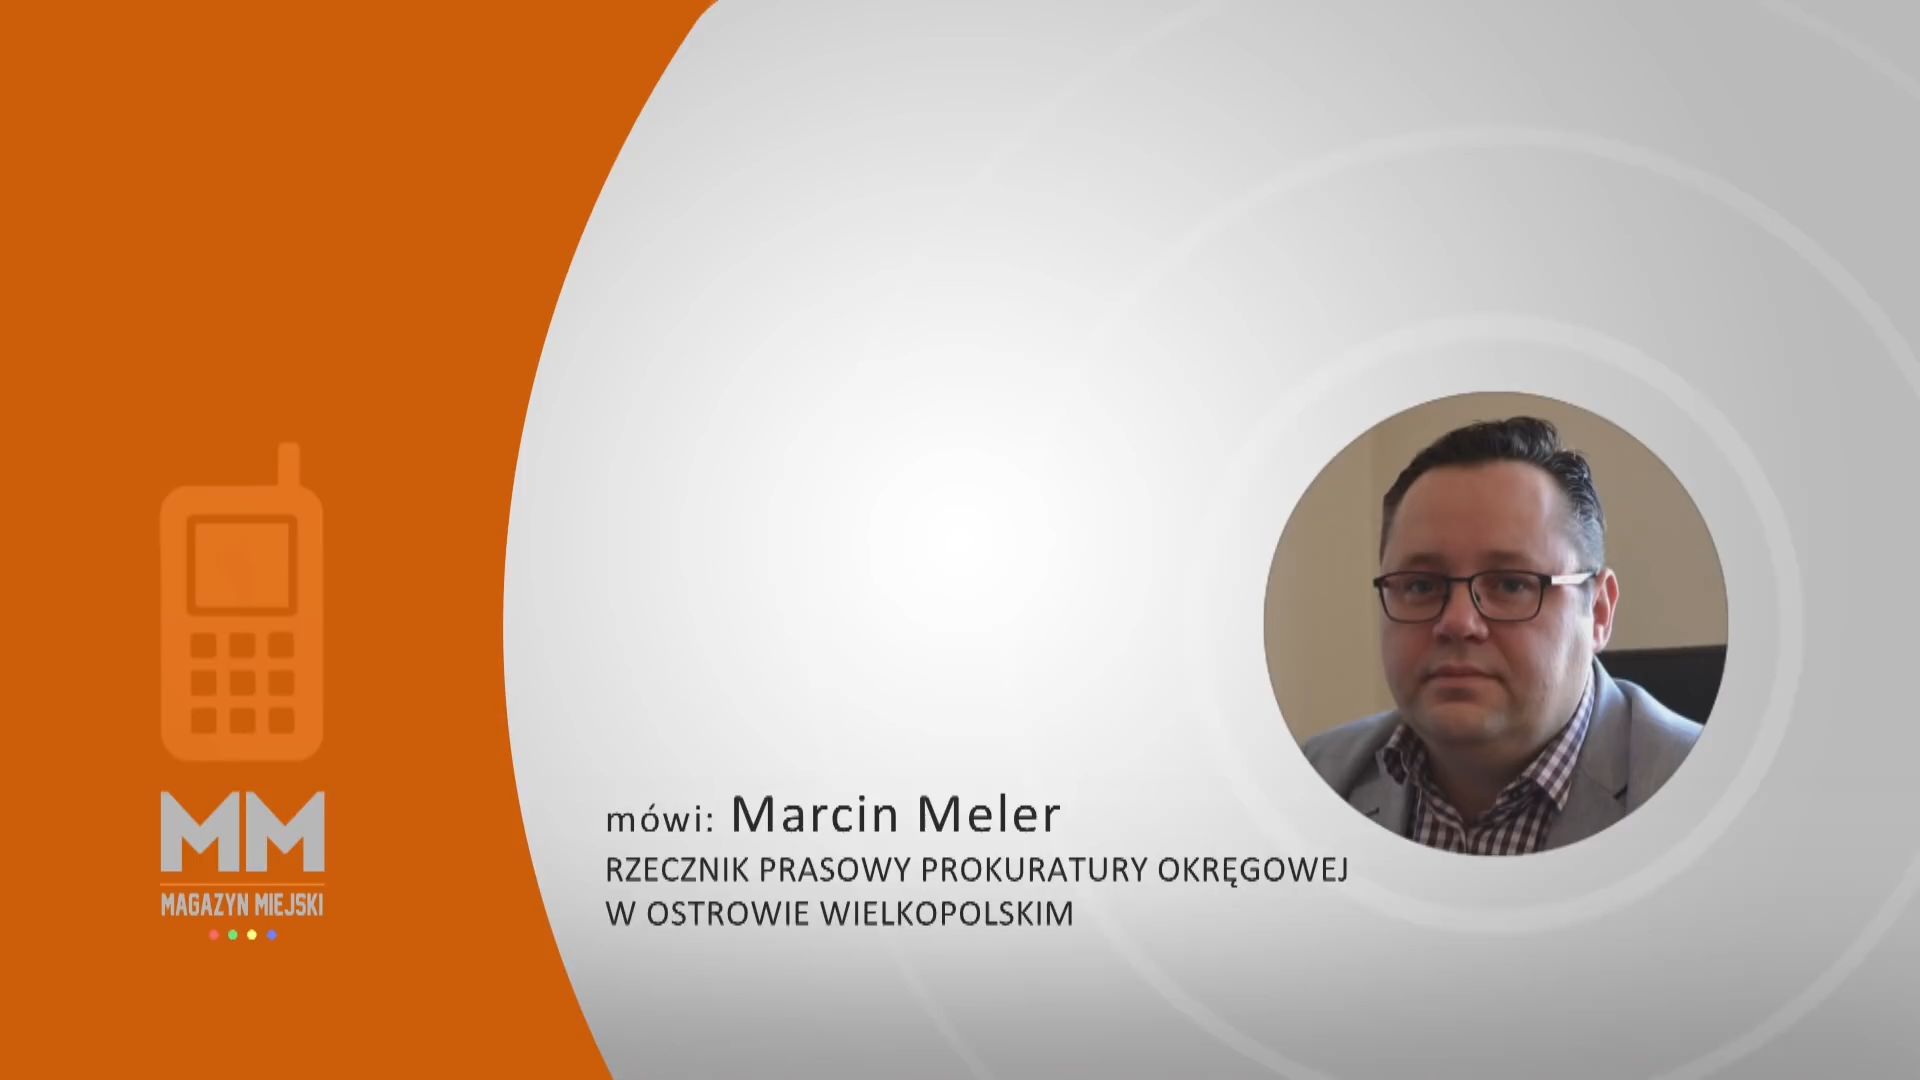 mówi: Marcin Meler
RZECZNIK PRASOWY PROKURATURY OKRĘGOWEJ
W OSTROWIE WIELKOPOLSKIM
MM
MAGAZYN MIEJSKI